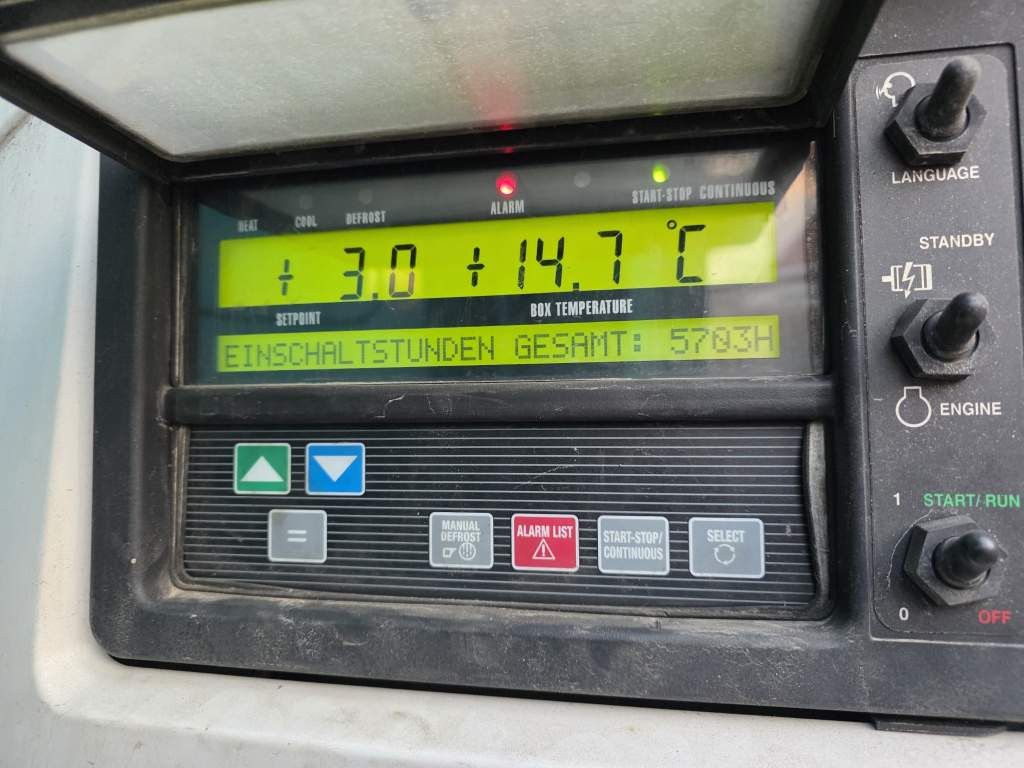 HEAT COOL DEFROST ALARM START-STOP CONTINUOUS
+ 3.0 +14.7 °C
SETPOINT BOX TEMPERATURE
EINSCHALTSTUNDEN GESAMT: 5703H
MANUAL DEFROST
ALARM LIST
START-STOP/
CONTINUOUS
SELECT
=
LANGUAGE
STANDBY
ENGINE
1 START/RUN
0 OFF